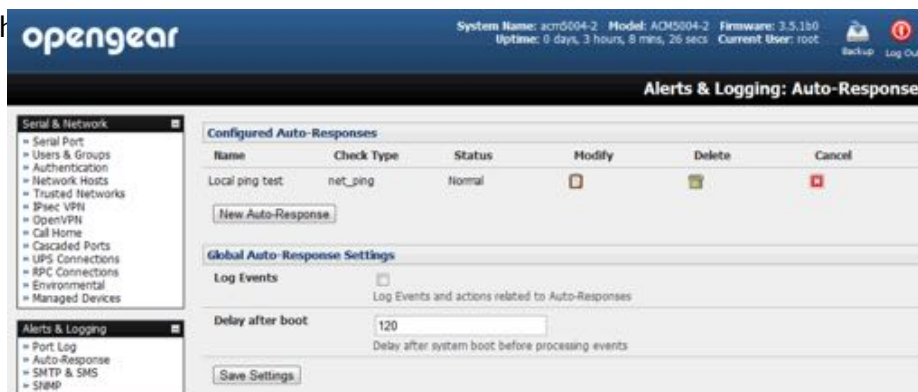 opengear
System Name: acm5004-2 Model: ACM5004-2 Firmware: 3.5.1b0
Uptime: 0 days, 3 hours, 8 mins, 26 secs Current User: root
Backup
Log Ou
Alerts & Logging: Auto-Response
Serial & Network
Serial Port
Users & Groups
Authentication
Network Hosts
Trusted Networks
IPsec VPN
OpenVPN
Call Home
Cascaded Ports
UPS Connections
RPC Connections
Environmental
Managed Devices
Alerts & Logging
Port Log
Auto-Response
SMTP & SMS
SNMP
Configured Auto-Responses
Name Check Type Status Modify Delete Cancel
Local ping test net_ping Normal
New Auto-Response
Global Auto-Response Settings
Log Events
Log Events and actions related to Auto-Responses
Delay after boot 120
Delay after system boot before processing events
Save Settings